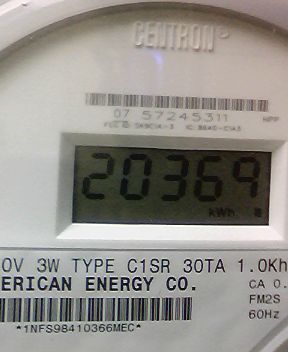 CENTRON®
07 57245311
20369
kWh
0V 3W TYPE C1SR 30TA 1.0Kh
ERICAN ENERGY CO. CA 0.
FM2S
60Hz
*1NFS98410366MEC*